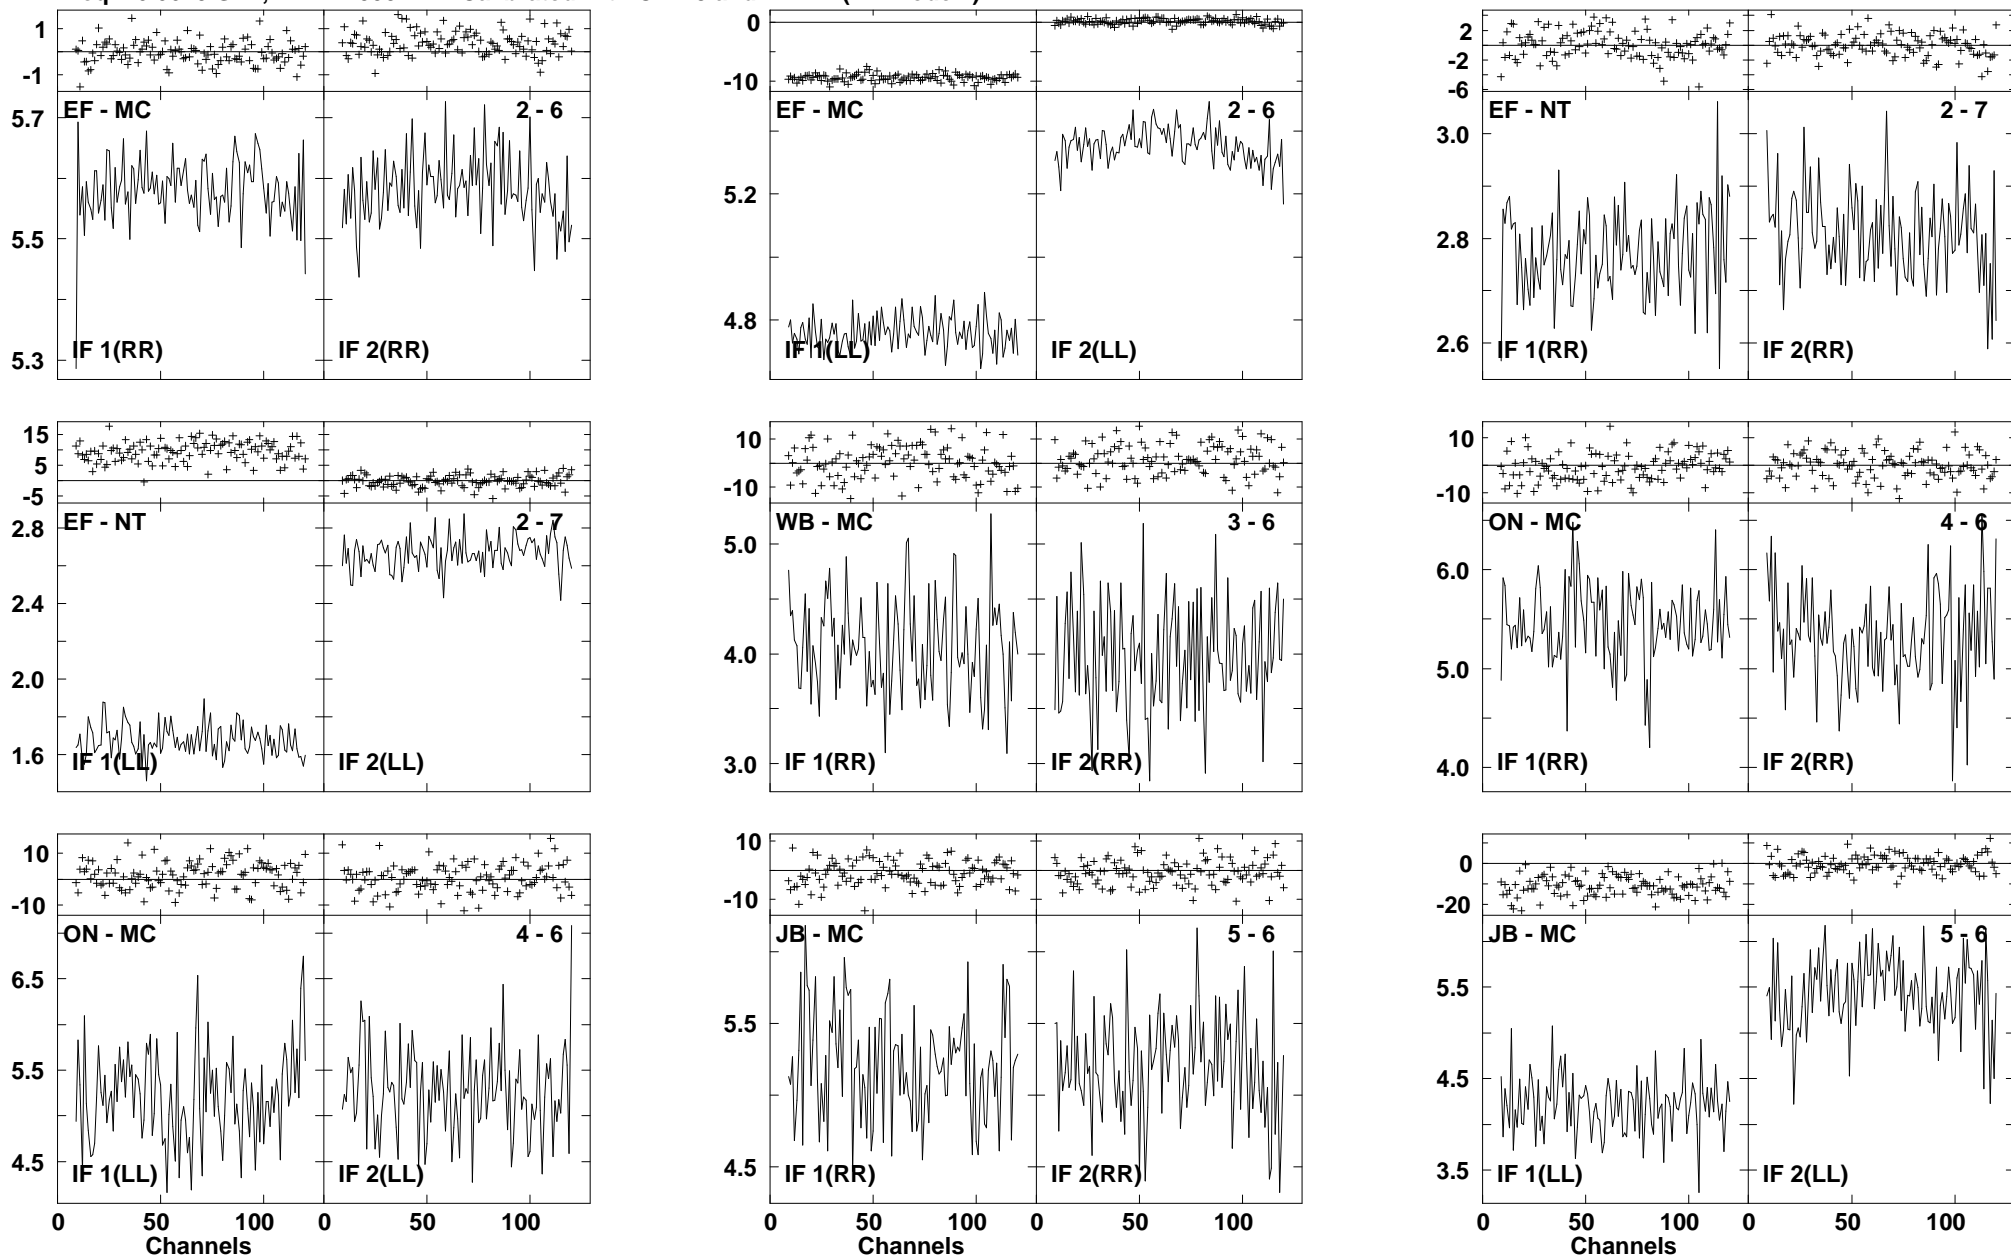 1
-1
EF - MC
2 - 6
5.7
5.5
5.3
IF 1(RR)
IF 2(RR)
0
-10
EF - MC
2 - 6
5.2
4.8
IF 1(LL)
IF 2(LL)
2
-2
-6
EF - NT
2 - 7
3.0
2.8
2.6
IF 1(RR)
IF 2(RR)
15
5
-5
EF - NT
2 - 7
2.8
2.4
2.0
1.6
IF 1(LL)
IF 2(LL)
10
-10
WB - MC
3 - 6
5.0
4.0
3.0
IF 1(RR)
IF 2(RR)
10
-10
ON - MC
4 - 6
6.0
5.0
4.0
IF 1(RR)
IF 2(RR)
10
-10
ON - MC
4 - 6
6.5
5.5
4.5
IF 1(LL)
IF 2(LL)
0 50 100 0 50 100
Channels
10
-10
JB - MC
5 - 6
5.5
4.5
IF 1(RR)
IF 2(RR)
0 50 100 0 50 100
Channels
0
-20
JB - MC
5 - 6
5.5
4.5
3.5
IF 1(LL)
IF 2(LL)
0 50 100 0 50 100
Channels